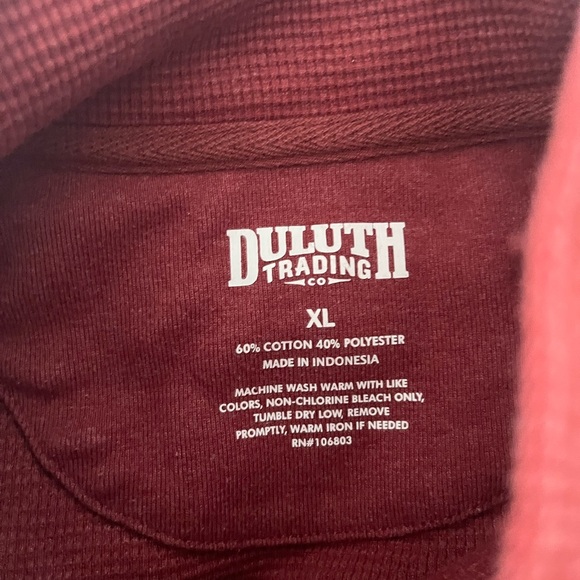 DULUTH
TRADING
CO
XL
60% COTTON 40% POLYESTER
MADE IN INDONESIA
MACHINE WASH WARM WITH LIKE
COLORS, NON-CHLORINE BLEACH ONLY,
TUMBLE DRY LOW, REMOVE
PROMPTLY, WARM IRON IF NEEDED
RN#106803